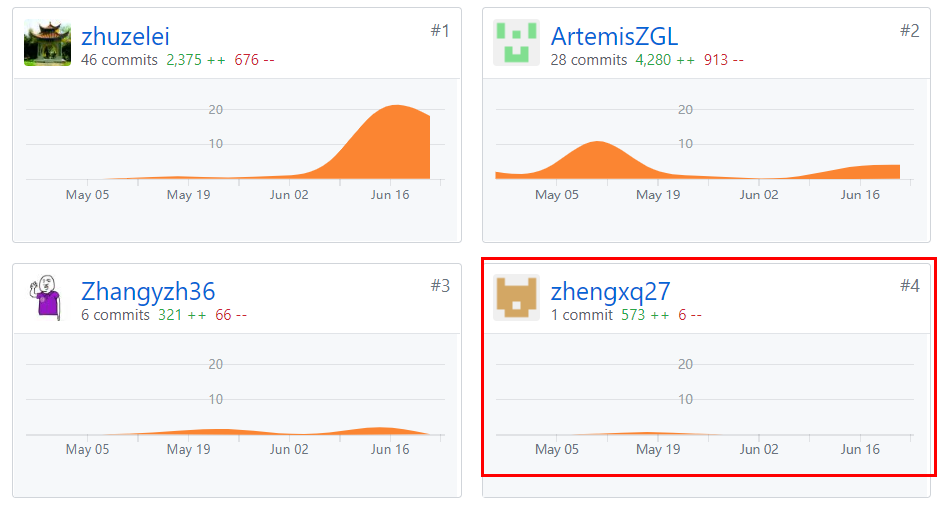 zhuzelei #1
46 commits 2,375 ++ 676 --
20
10
May 05 May 19 Jun 02 Jun 16
ArtemisZGL #2
28 commits 4,280 ++ 913 --
20
10
May 05 May 19 Jun 02 Jun 16
Zhangyzh36 #3
6 commits 321 ++ 66 --
20
10
May 05 May 19 Jun 02 Jun 16
zhengxq27 #4
1 commit 573 ++ 6 --
20
10
May 05 May 19 Jun 02 Jun 16